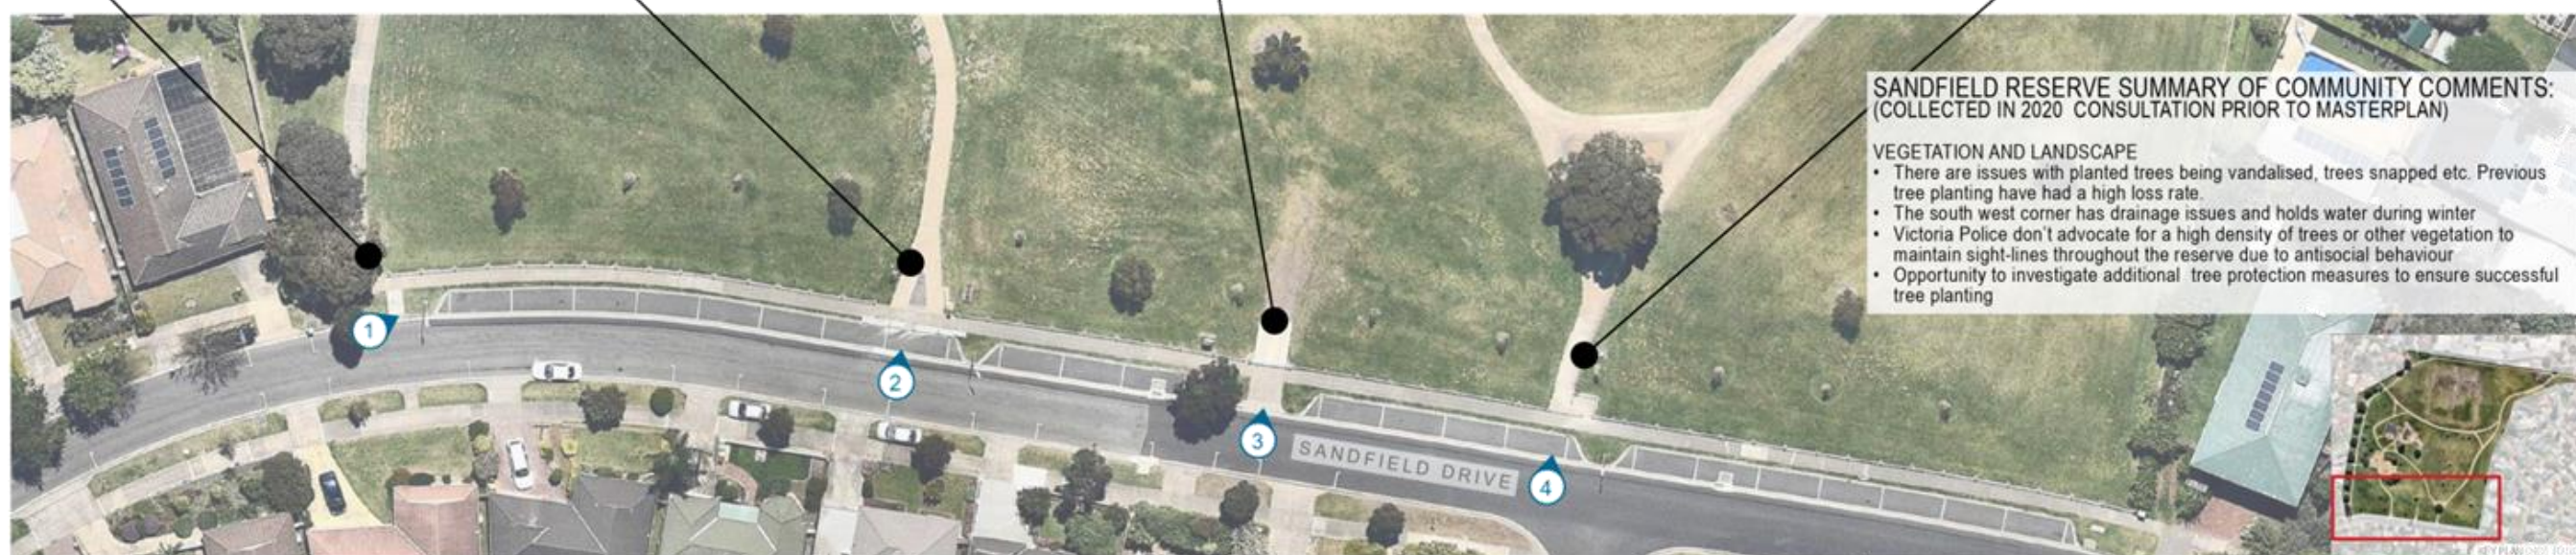 SANDFIELD RESERVE SUMMARY OF COMMUNITY COMMENTS:
(COLLECTED IN 2020 CONSULTATION PRIOR TO MASTERPLAN)
VEGETATION AND LANDSCAPE
• There are issues with planted trees being vandalised, trees snapped etc. Previous
tree planting have had a high loss rate.
• The south west corner has drainage issues and holds water during winter
• Victoria Police don't advocate for a high density of trees or other vegetation to
maintain sight-lines throughout the reserve due to antisocial behaviour
• Opportunity to investigate additional tree protection measures to ensure successful
tree planting
1
2
3
SANDFIELD DRIVE
4
KEY PLAN